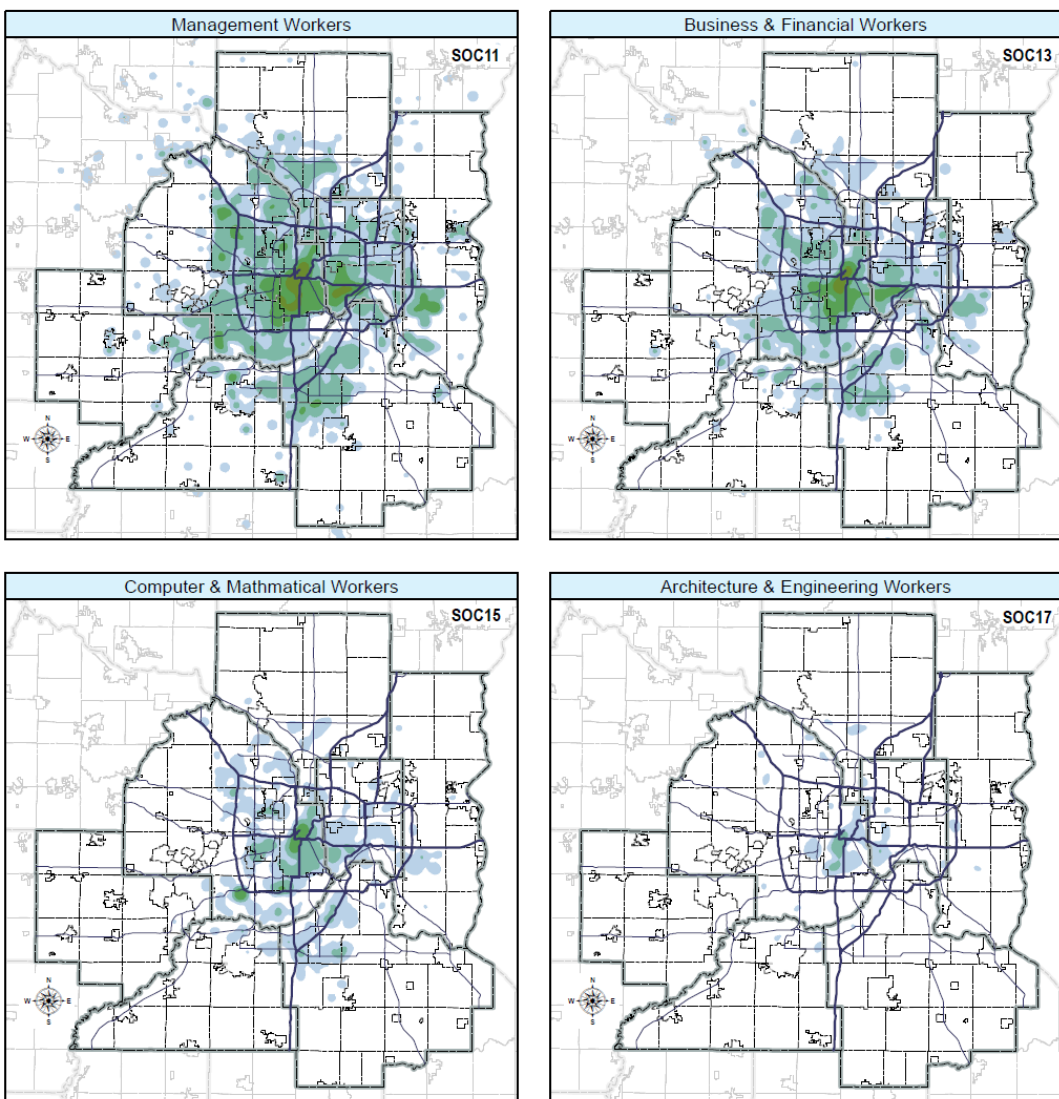 Management Workers
SOC11
N
W E
S
Business & Financial Workers
SOC13
N
W E
S
Computer & Mathmatical Workers
SOC15
N
W E
S
Architecture & Engineering Workers
SOC17
N
W E
S